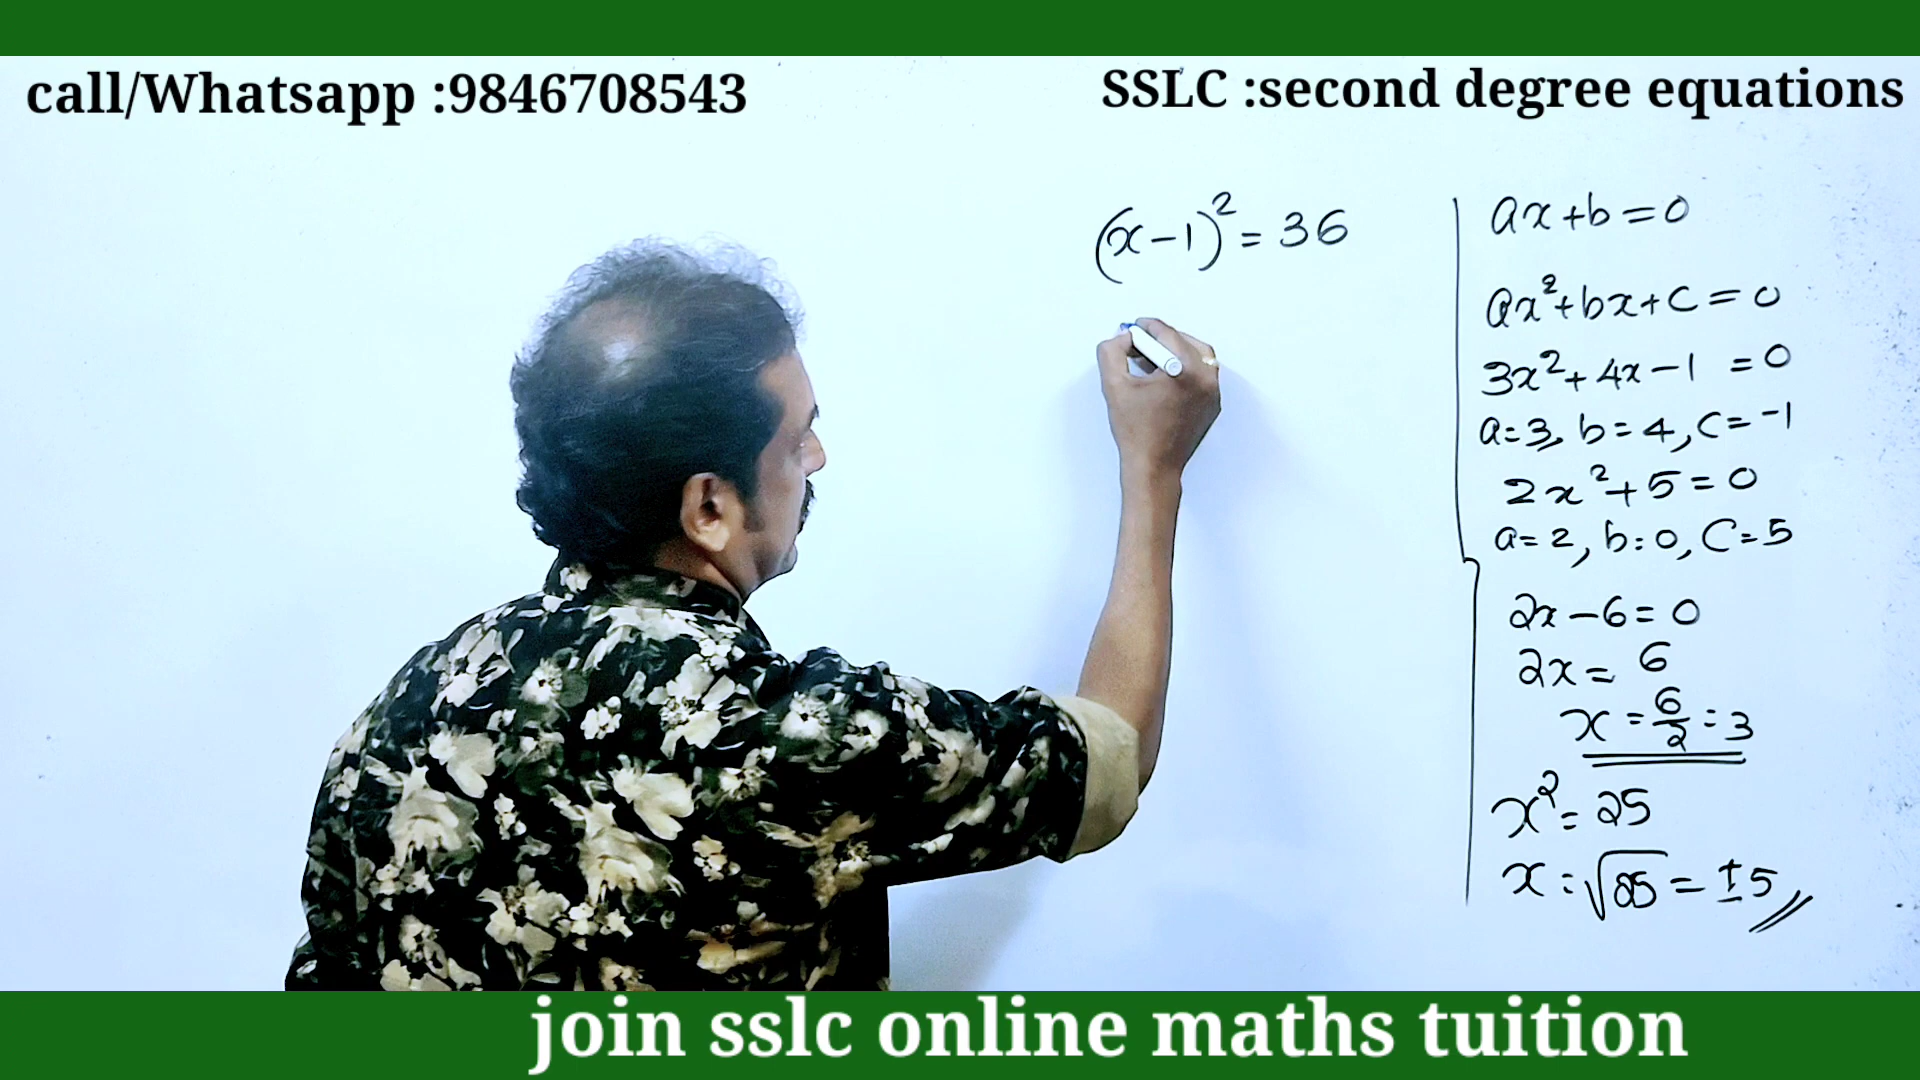 call/Whatsapp :9846708543
SSLC :second degree equations
(x-1)² = 36
ax+b=0
ax²+bx+c=0
3x²+4x-1 =0
a=3, b=4, c=-1
2x²+5=0
a=2, b=0, C=5
2x-6=0
2x= 6
x = 6/2 = 3
x²= 25
x = √25 = ±5
join sslc online maths tuition